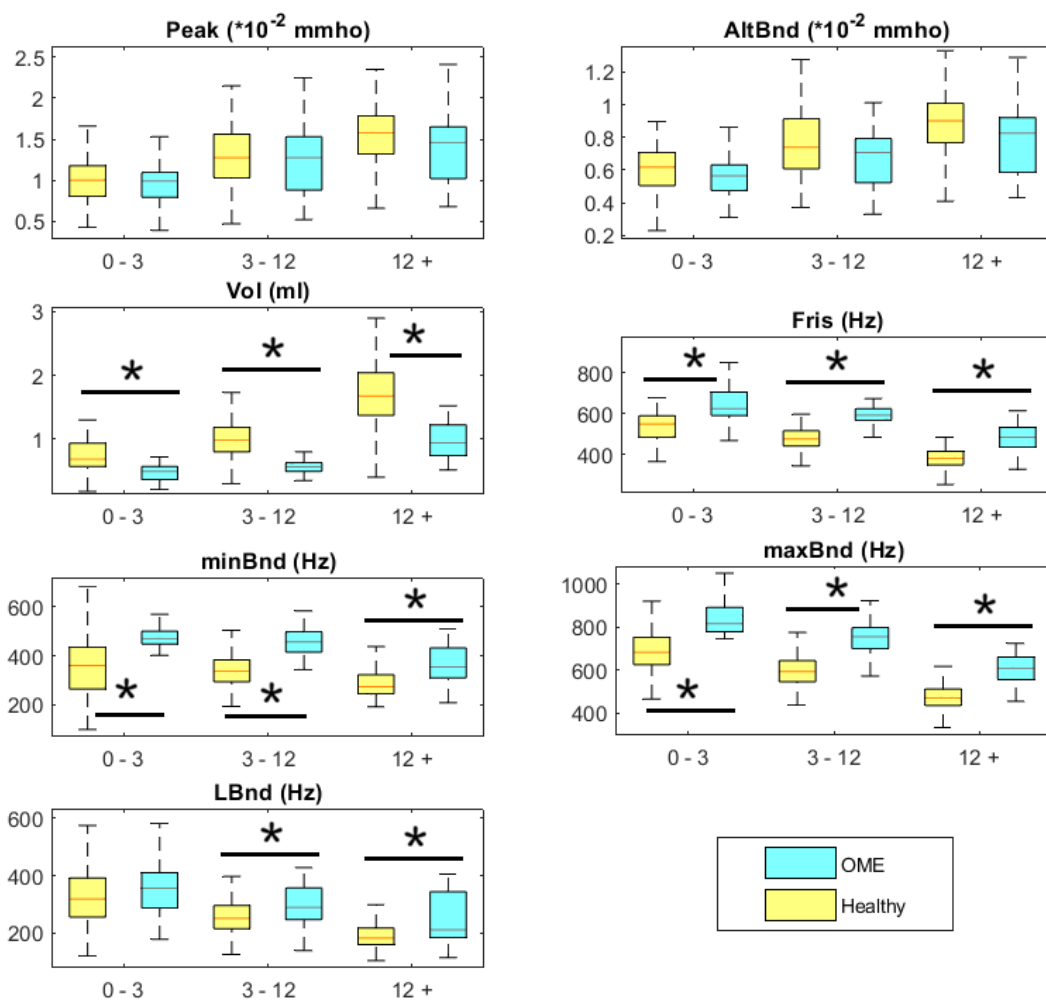 Peak (*10-2 mmho)
2.5
2
1.5
1
0.5
0 - 3
3 - 12
12 +
AltBnd (*10-2 mmho)
1.2
1
0.8
0.6
0.4
0.2
0 - 3
3 - 12
12 +
Vol (ml)
3
2
1
*
*
*
0 - 3
3 - 12
12 +
Fris (Hz)
800
600
400
*
*
*
0 - 3
3 - 12
12 +
minBnd (Hz)
600
400
200
*
*
*
0 - 3
3 - 12
12 +
maxBnd (Hz)
1000
800
600
400
*
*
*
0 - 3
3 - 12
12 +
LBnd (Hz)
600
400
200
*
*
0 - 3
3 - 12
12 +
OME
Healthy